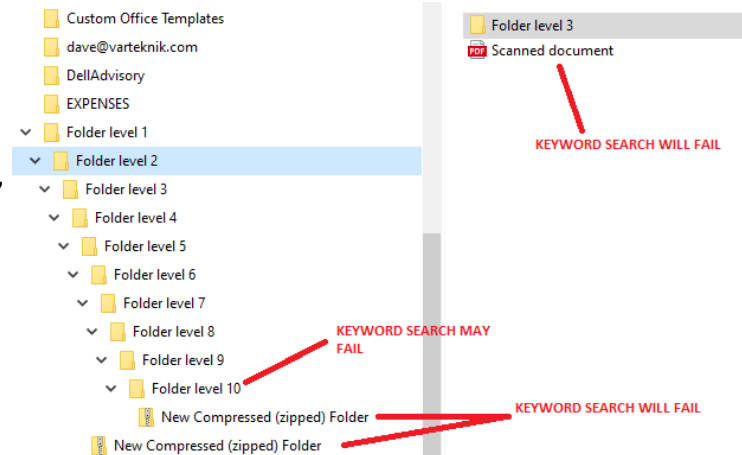 Custom Office Templates
dave@varteknik.com
DellAdvisory
EXPENSES
Folder level 1
Folder level 2
Folder level 3
Folder level 4
Folder level 5
Folder level 6
Folder level 7
Folder level 8
Folder level 9
Folder level 10
New Compressed (zipped) Folder
New Compressed (zipped) Folder
KEYWORD SEARCH MAY
FAIL
Folder level 3
PDF Scanned document
KEYWORD SEARCH WILL FAIL
KEYWORD SEARCH WILL FAIL